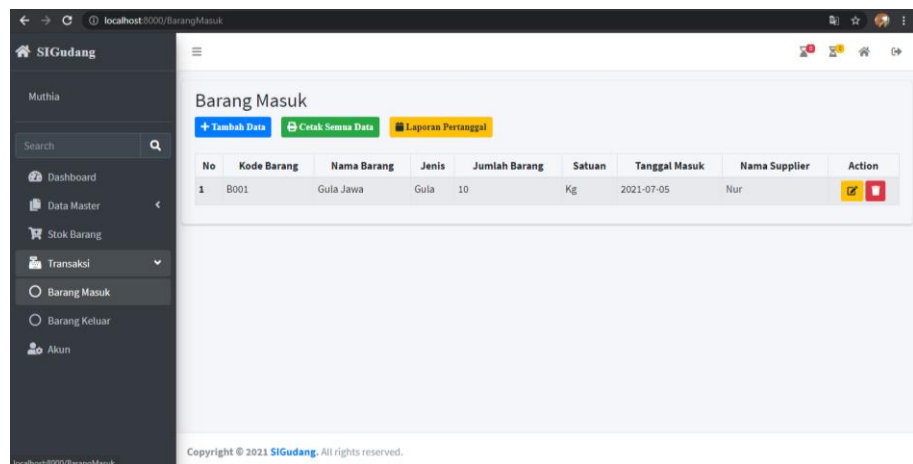 localhost:8000/BarangMasuk
SIGudang
Muthia
Search
Dashboard
Data Master
Stok Barang
Transaksi
Barang Masuk
Barang Keluar
Akun
localhost:8000/BarangMasuk
Barang Masuk
Tambah Data Cetak Semua Data Laporan Pertanggal
No Kode Barang Nama Barang Jenis Jumlah Barang Satuan Tanggal Masuk Nama Supplier Action
1 B001 Gula Jawa Gula 10 Kg 2021-07-05 Nur
Copyright © 2021 SIGudang. All rights reserved.